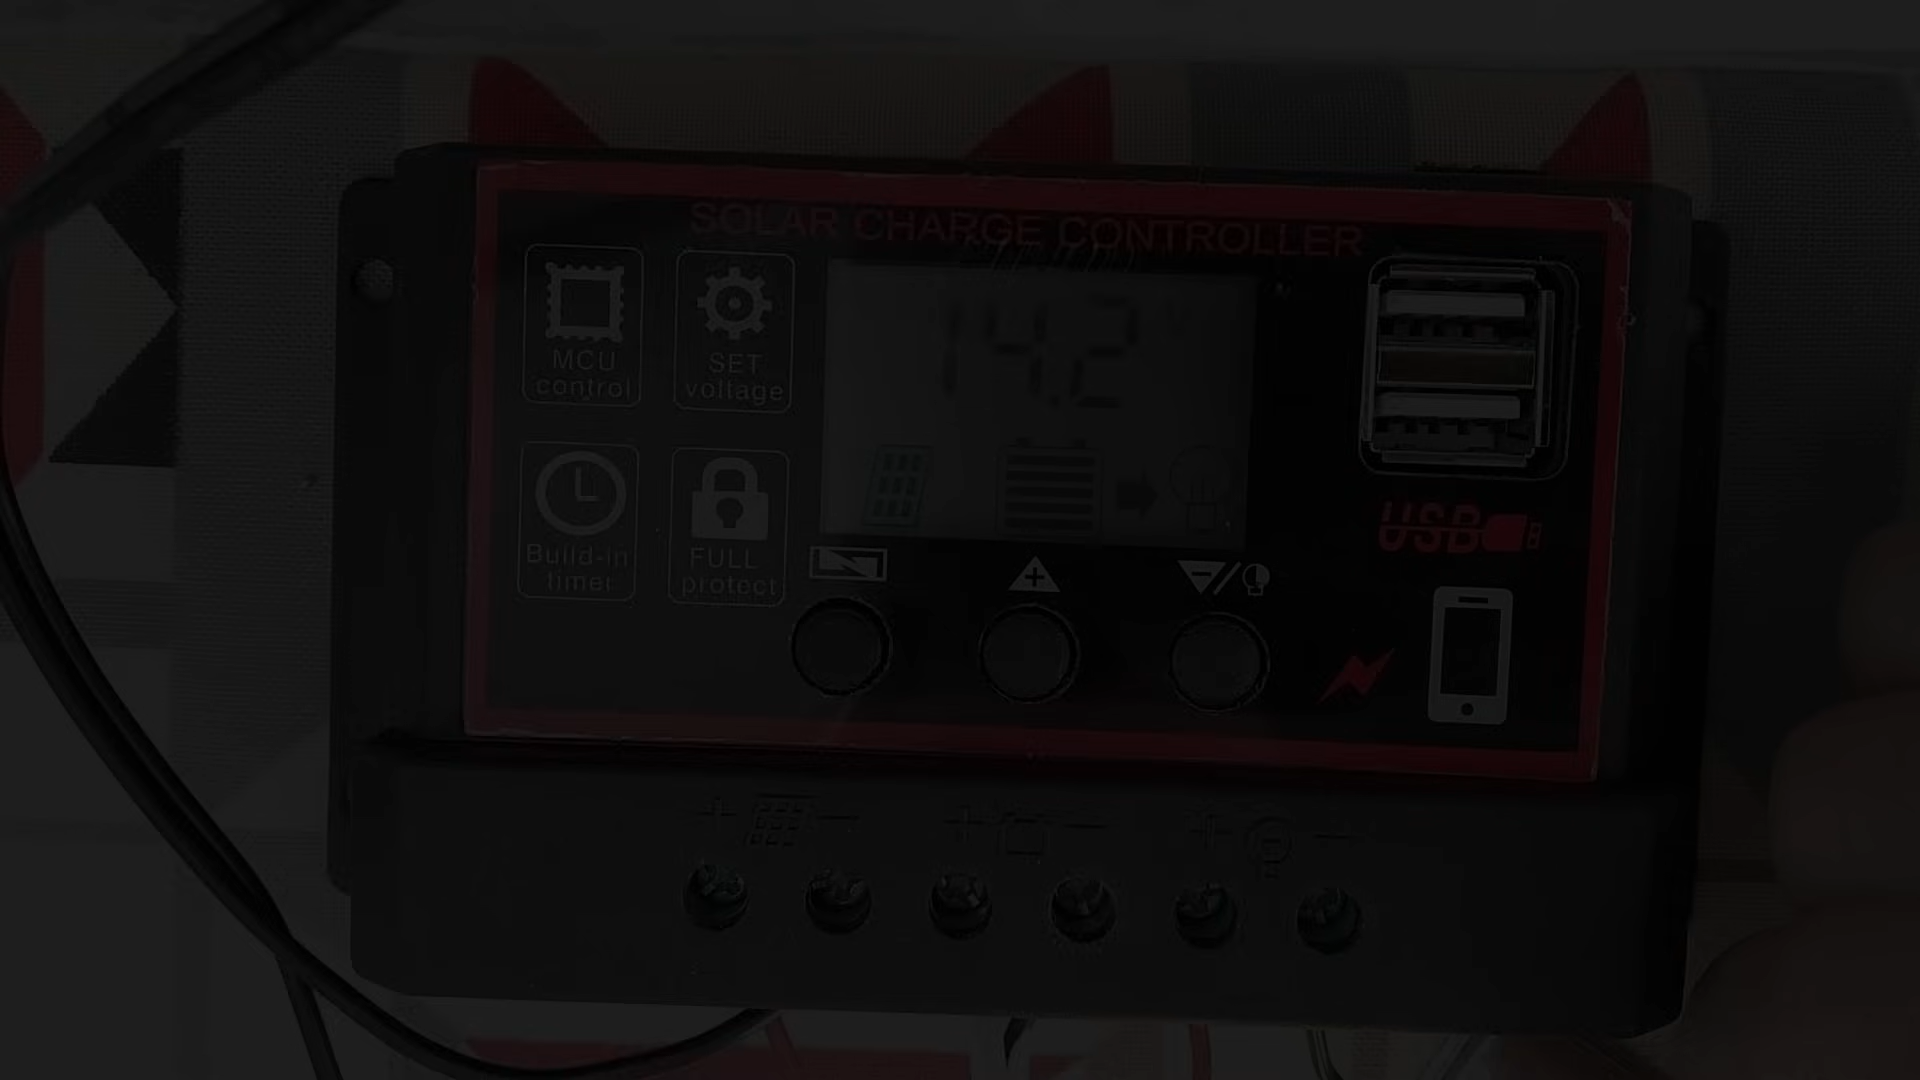 SOLAR CHARGE CONTROLLER
MCU
control
SET
voltage
14.2
Build-in
timer
FULL
protect
USB